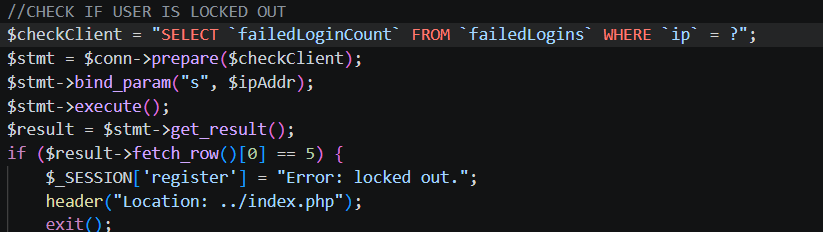 //CHECK IF USER IS LOCKED OUT
$checkClient = "SELECT `failedLoginCount` FROM `failedLogins` WHERE `ip` = ?";
$stmt = $conn->prepare($checkClient);
$stmt->bind_param("s", $ipAddr);
$stmt->execute();
$result = $stmt->get_result();
if ($result->fetch_row()[0] == 5) {
    $_SESSION['register'] = "Error: locked out.";
    header("Location: ../index.php");
    exit();